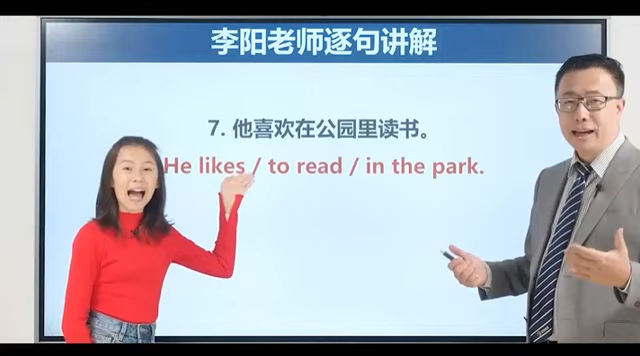 李阳老师逐句讲解
7. 他喜欢在公园里读书。
He likes / to read / in the park.